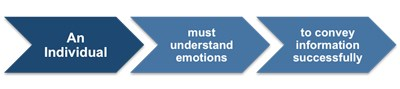 An
Individual
must
understand
emotions
to convey
information
successfully